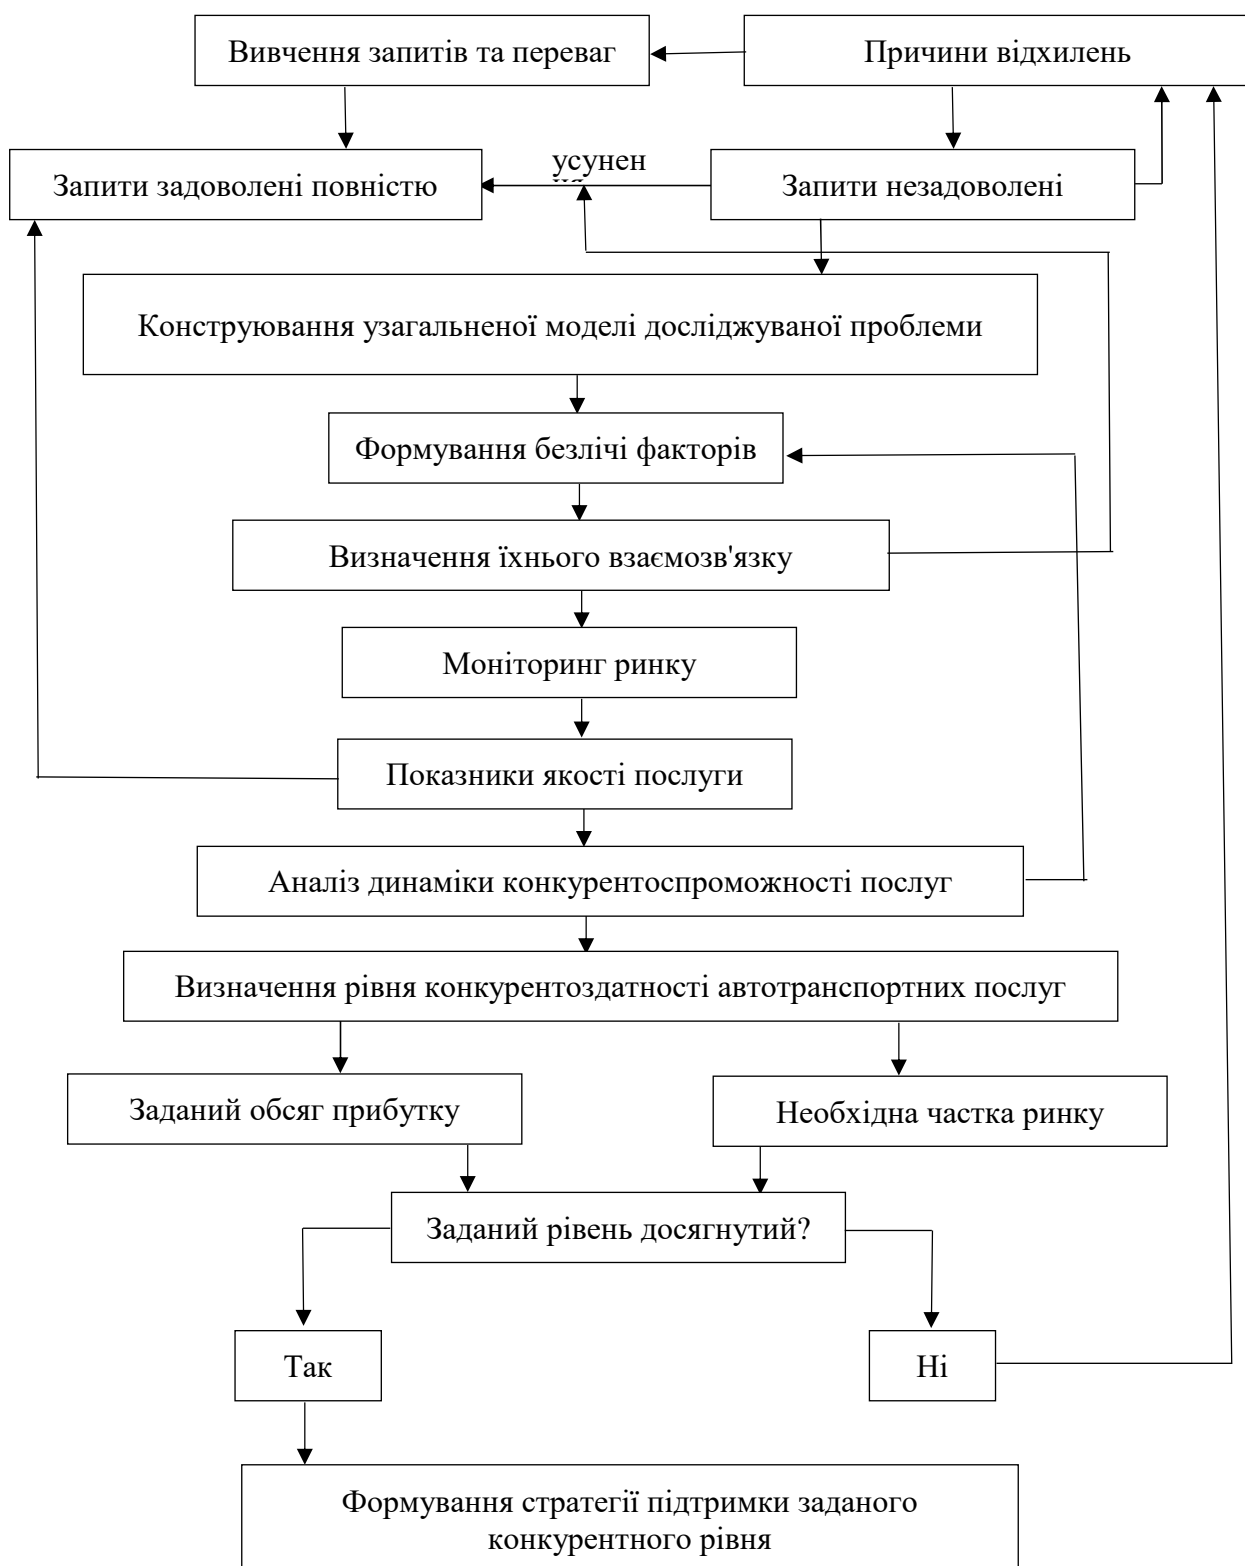 Вивчення запитів та переваг
Причини відхилень
Запити задоволені повністю
усунен
Запити незадоволені
Конструювання узагальненої моделі досліджуваної проблеми
Формування безлічі факторів
Визначення їхнього взаємозв'язку
Моніторинг ринку
Показники якості послуги
Аналіз динаміки конкурентоспроможності послуг
Визначення рівня конкурентоздатності автотранспортних послуг
Заданий обсяг прибутку
Необхідна частка ринку
Заданий рівень досягнутий?
Так
Ні
Формування стратегії підтримки заданого
конкурентного рівня